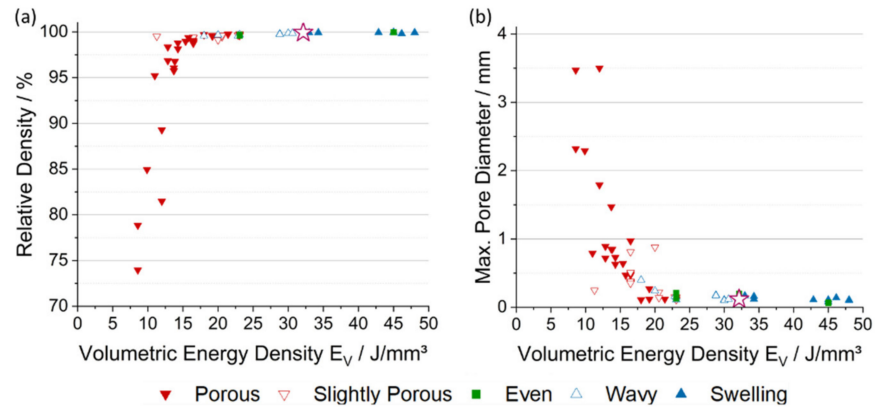 (a)
100
95
90
85
80
75
70
Relative Density / %
0 5 10 15 20 25 30 35 40 45 50
Volumetric Energy Density E_V / J/mm³
(b)
4
3
2
1
0
Max. Pore Diameter / mm
0 5 10 15 20 25 30 35 40 45 50
Volumetric Energy Density E_V / J/mm³
Porous Slightly Porous Even Wavy Swelling